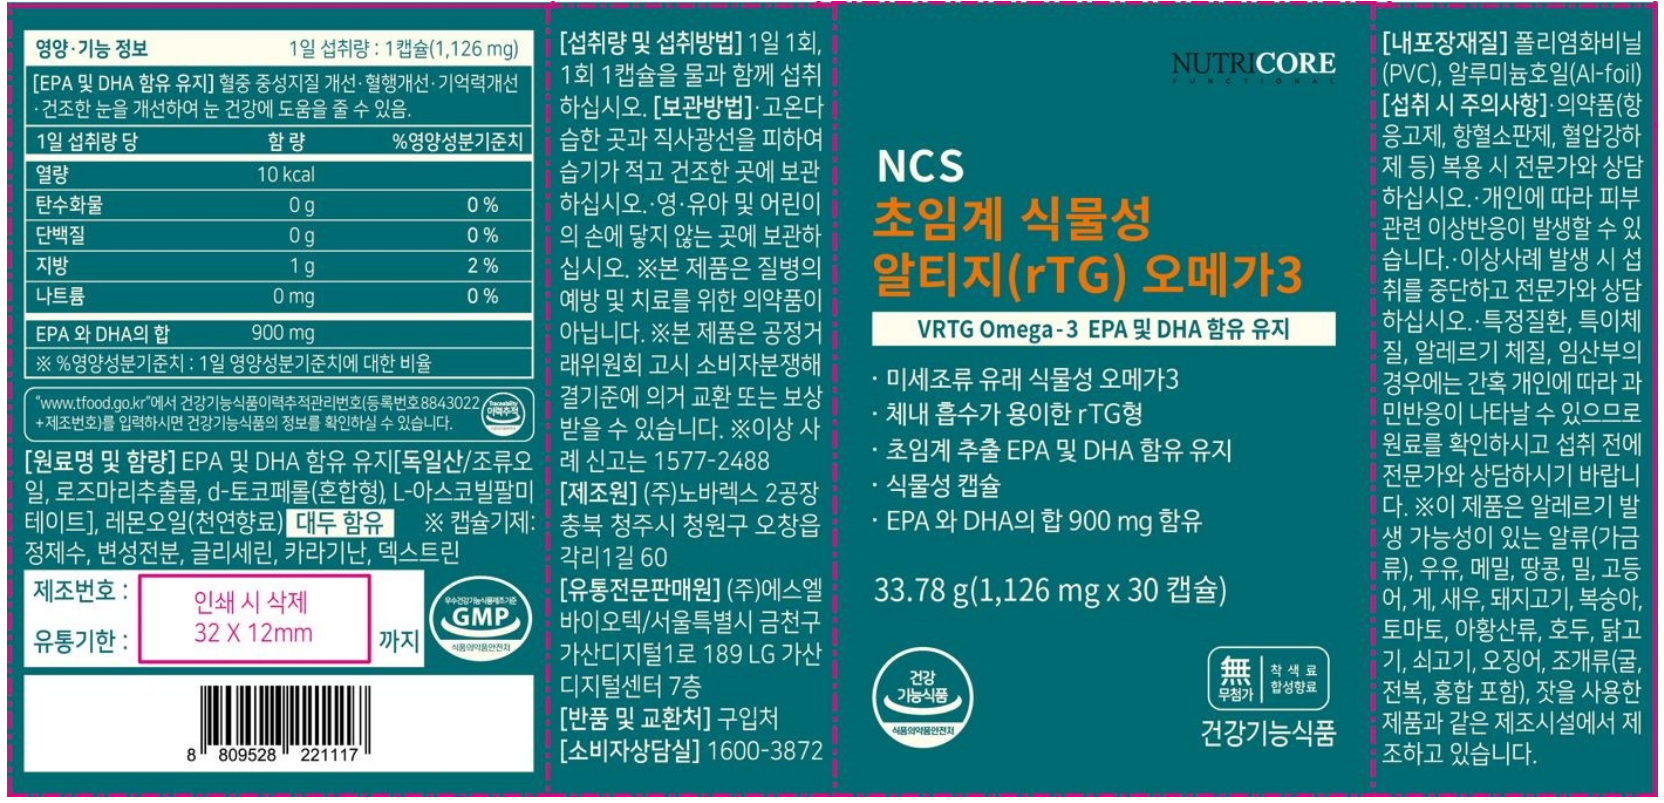 영양·기능 정보 1일 섭취량 : 1캡슐(1,126 mg)
[EPA 및 DHA 함유 유지] 혈중 중성지질 개선·혈행개선·기억력개선
·건조한 눈을 개선하여 눈 건강에 도움을 줄 수 있음.
1일 섭취량 당 함 량 %영양성분기준치
열량 10 kcal
탄수화물 0 g 0 %
단백질 0 g 0 %
지방 1 g 2 %
나트륨 0 mg 0 %
EPA 와 DHA의 합 900 mg
※ %영양성분기준치 : 1일 영양성분기준치에 대한 비율
"www.tfood.go.kr"에서 건강기능식품이력추적관리번호(등록번호8843022
+제조번호)를 입력하시면 건강기능식품의 정보를 확인하실 수 있습니다.
Traceability
이력추적
[원료명 및 함량] EPA 및 DHA 함유 유지[독일산/조류오
일, 로즈마리추출물, d-토코페롤(혼합형), L-아스코빌팔미
테이트], 레몬오일(천연향료) 대두 함유 ※ 캡슐기제:
정제수, 변성전분, 글리세린, 카라기난, 덱스트린
제조번호 :
유통기한 :
인쇄 시 삭제
32 X 12mm
까지
우수건강기능식품제조기준
GMP
식품의약품안전처
8 809528 221117
[섭취량 및 섭취방법] 1일 1회,
1회 1캡슐을 물과 함께 섭취
하십시오. [보관방법]·고온다
습한 곳과 직사광선을 피하여
습기가 적고 건조한 곳에 보관
하십시오.·영·유아 및 어린이
의 손에 닿지 않는 곳에 보관하
십시오. ※본 제품은 질병의
예방 및 치료를 위한 의약품이
아닙니다. ※본 제품은 공정거
래위원회 고시 소비자분쟁해
결기준에 의거 교환 또는 보상
받을 수 있습니다. ※이상 사
례 신고는 1577-2488
[제조원] (주)노바렉스 2공장
충북 청주시 청원구 오창읍
각리1길 60
[유통전문판매원] (주)에스엘
바이오텍/서울특별시 금천구
가산디지털1로 189 LG 가산
디지털센터 7층
[반품 및 교환처] 구입처
[소비자상담실] 1600-3872
NUTRICORE
FUNCTIONAL
NCS
초임계 식물성
알티지(rTG) 오메가3
VRTG Omega-3 EPA 및 DHA 함유 유지
· 미세조류 유래 식물성 오메가3
· 체내 흡수가 용이한 rTG형
· 초임계 추출 EPA 및 DHA 함유 유지
· 식물성 캡슐
· EPA 와 DHA의 합 900 mg 함유
33.78 g(1,126 mg x 30 캡슐)
건강
기능식품
식품의약품안전처
無
무첨가
착색료
합성향료
건강기능식품
[내포장재질] 폴리염화비닐
(PVC), 알루미늄호일(Al-foil)
[섭취 시 주의사항]·의약품(항
응고제, 항혈소판제, 혈압강하
제 등) 복용 시 전문가와 상담
하십시오.·개인에 따라 피부
관련 이상반응이 발생할 수 있
습니다.·이상사례 발생 시 섭
취를 중단하고 전문가와 상담
하십시오.·특정질환, 특이체
질, 알레르기 체질, 임산부의
경우에는 간혹 개인에 따라 과
민반응이 나타날 수 있으므로
원료를 확인하시고 섭취 전에
전문가와 상담하시기 바랍니
다. ※이 제품은 알레르기 발
생 가능성이 있는 알류(가금
류), 우유, 메밀, 땅콩, 밀, 고등
어, 게, 새우, 돼지고기, 복숭아,
토마토, 아황산류, 호두, 닭고
기, 쇠고기, 오징어, 조개류(굴,
전복, 홍합 포함), 잣을 사용한
제품과 같은 제조시설에서 제
조하고 있습니다.